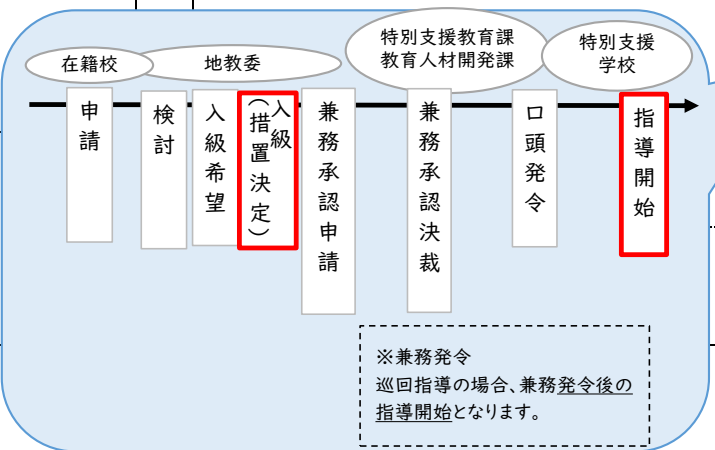 在籍校
地教委
特別支援教育課
教育人材開発課
特別支援
学校
申請
検討
入級希望
入級
(措置決定)
兼務承認申請
兼務承認決裁
口頭発令
指導開始
※兼務発令
巡回指導の場合、兼務発令後の
指導開始となります。